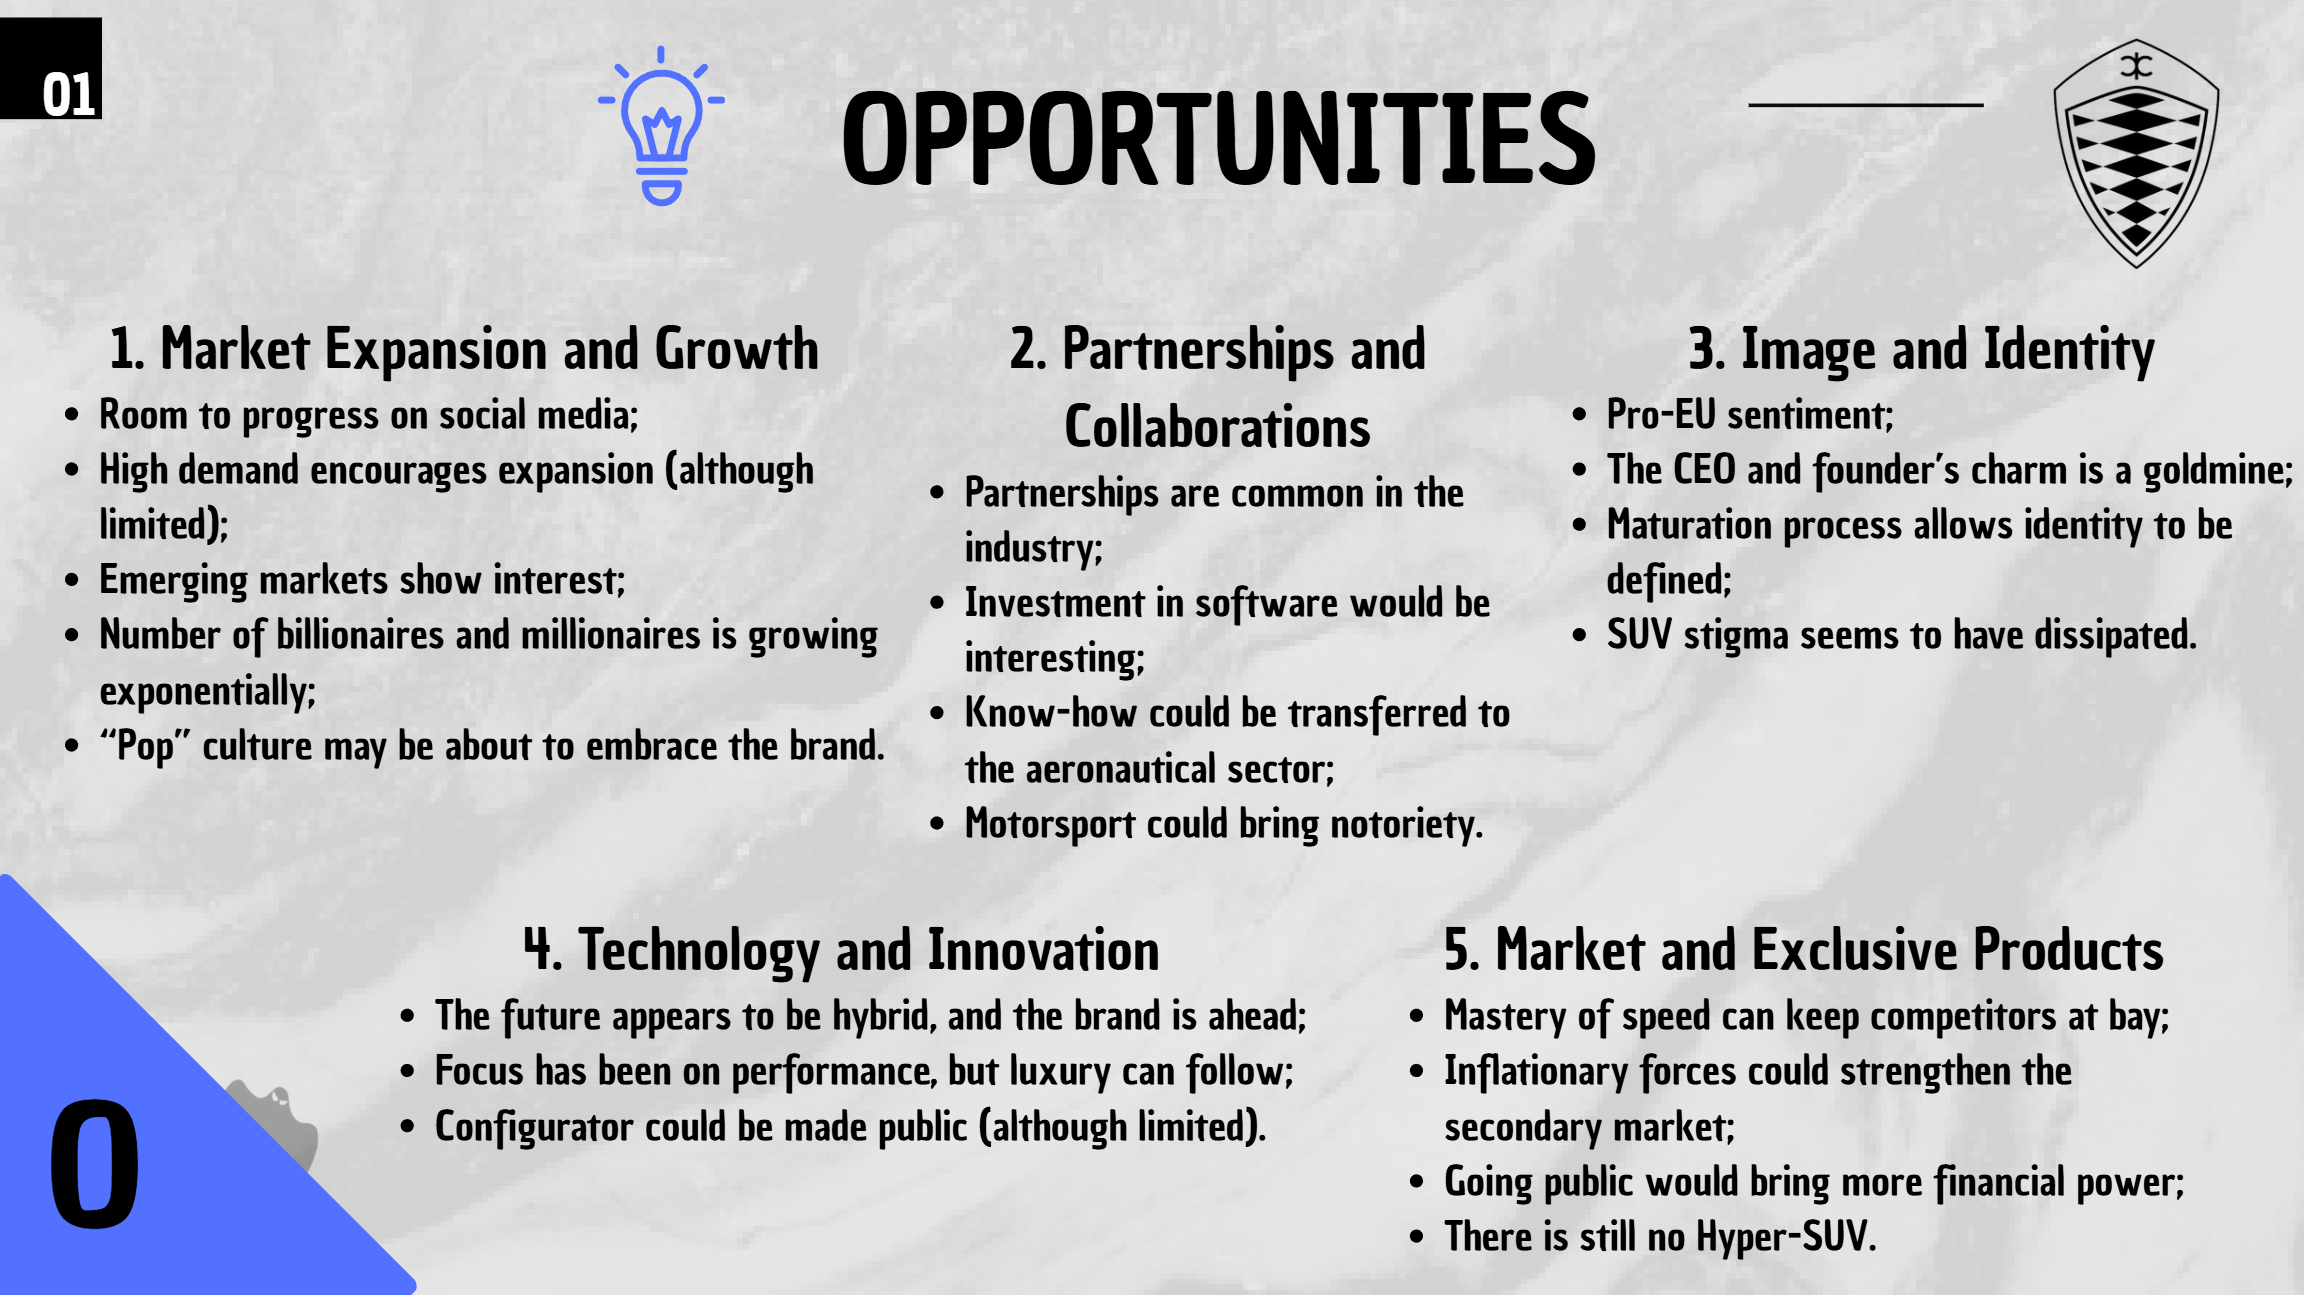 01
OPPORTUNITIES
1. Market Expansion and Growth
• Room to progress on social media;
• High demand encourages expansion (although
limited);
• Emerging markets show interest;
• Number of billionaires and millionaires is growing
exponentially;
• “Pop” culture may be about to embrace the brand.
2. Partnerships and
Collaborations
• Partnerships are common in the
industry;
• Investment in software would be
interesting;
• Know-how could be transferred to
the aeronautical sector;
• Motorsport could bring notoriety.
3. Image and Identity
• Pro-EU sentiment;
• The CEO and founder’s charm is a goldmine;
• Maturation process allows identity to be
defined;
• SUV stigma seems to have dissipated.
4. Technology and Innovation
• The future appears to be hybrid, and the brand is ahead;
• Focus has been on performance, but luxury can follow;
• Configurator could be made public (although limited).
5. Market and Exclusive Products
• Mastery of speed can keep competitors at bay;
• Inflationary forces could strengthen the
secondary market;
• Going public would bring more financial power;
• There is still no Hyper-SUV.
O